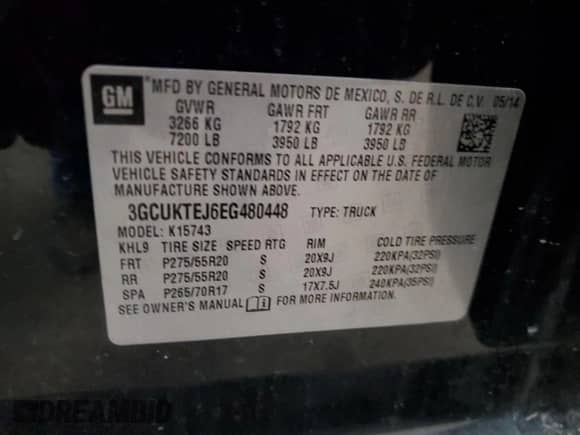 GM
MFD BY GENERAL MOTORS DE MEXICO, S. DE R.L. DE C.V. 05/14
GVWR GAWR FRT GAWR RR
3266 KG 1792 KG 1792 KG
7200 LB 3950 LB 3950 LB
THIS VEHICLE CONFORMS TO ALL APPLICABLE U.S. FEDERAL MOTOR
VEHICLE SAFETY STANDARDS IN EFFECT ON THE DATE OF
MANUFACTURE SHOWN ABOVE.
3GCUKTEJ6EG480448 TYPE: TRUCK
MODEL: K15743
KHL9 TIRE SIZE SPEED RTG RIM COLD TIRE PRESSURE
FRT P275/55R20 S 20X9J 220KPA(32PSI)
RR P275/55R20 S 20X9J 220KPA(32PSI)
SPA P265/70R17 S 17X7.5J 240KPA(35PSI)
SEE OWNER'S MANUAL i FOR MORE INFORMATION.
DREAMBID